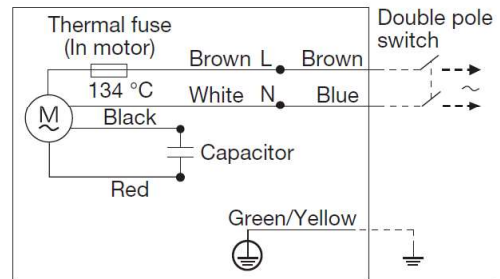 Thermal fuse
(In motor)
Double pole
switch
Brown L Brown
134 °C
White N Blue
M
Black
Capacitor
Red
Green/Yellow